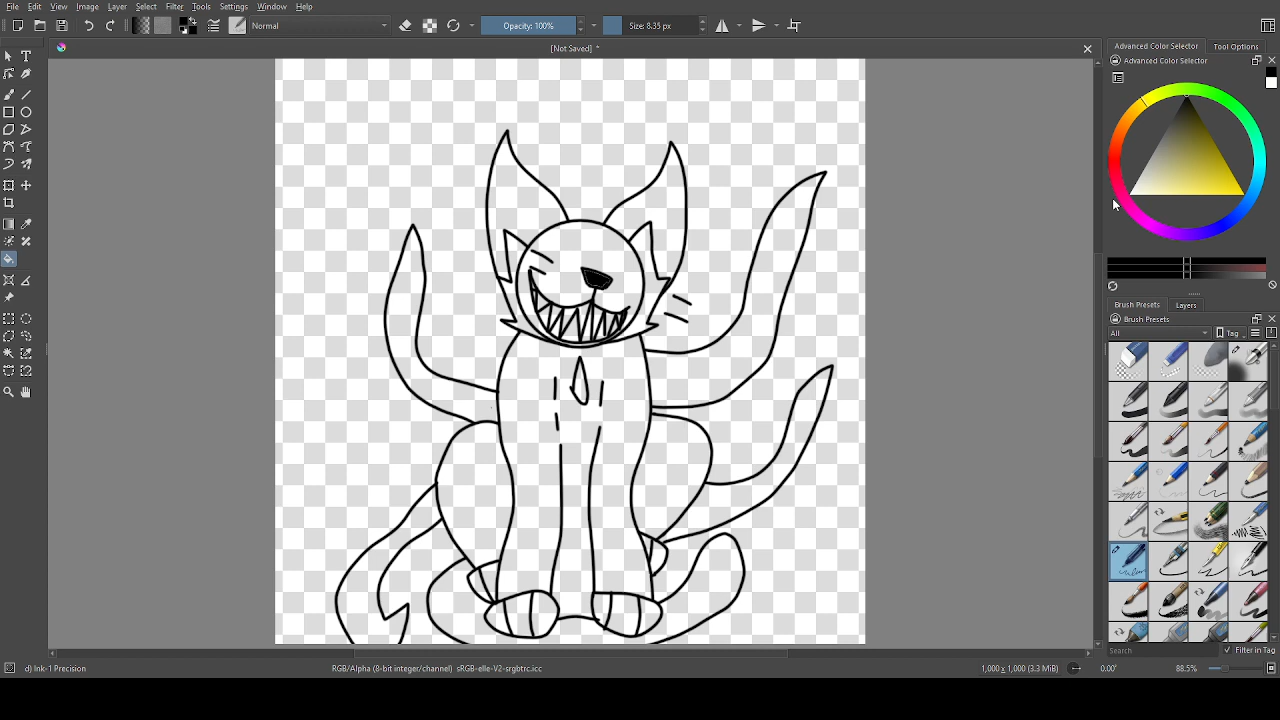 File Edit View Image Layer Select Filter Tools Settings Window Help
Normal Opacity: 100% Size: 8.35 px
[Not Saved] *
Advanced Color Selector Tool Options
Advanced Color Selector
Brush Presets Layers
Brush Presets
All Tag
Search Filter in Tag
d) Ink-1 Precision RGB/Alpha (8-bit integer/channel) sRGB-elle-V2-srgbtrc.icc 1,000 x 1,000 (3.3 MiB) 0.00° 88.5%